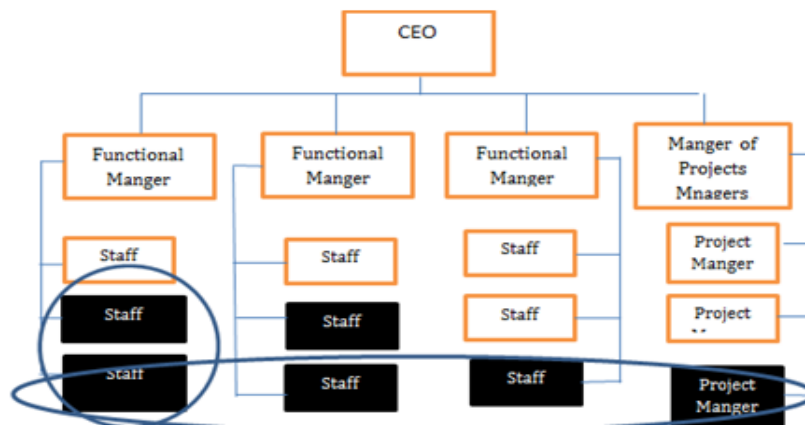 CEO
Functional
Manger
Functional
Manger
Functional
Manger
Manger of
Projects
Mnagers
Staff
Staff
Staff
Project
Manger
Staff
Staff
Staff
Project
Staff
Staff
Staff
Project
Manger